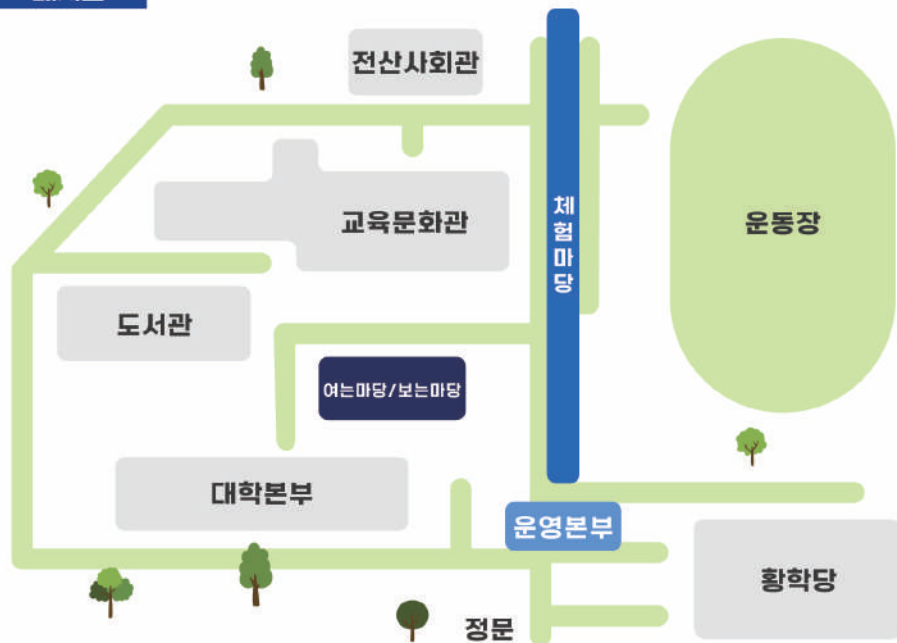 전산사회관
체험마당
교육문화관
운동장
도서관
여는마당/보는마당
대학본부
운영본부
황학당
정문